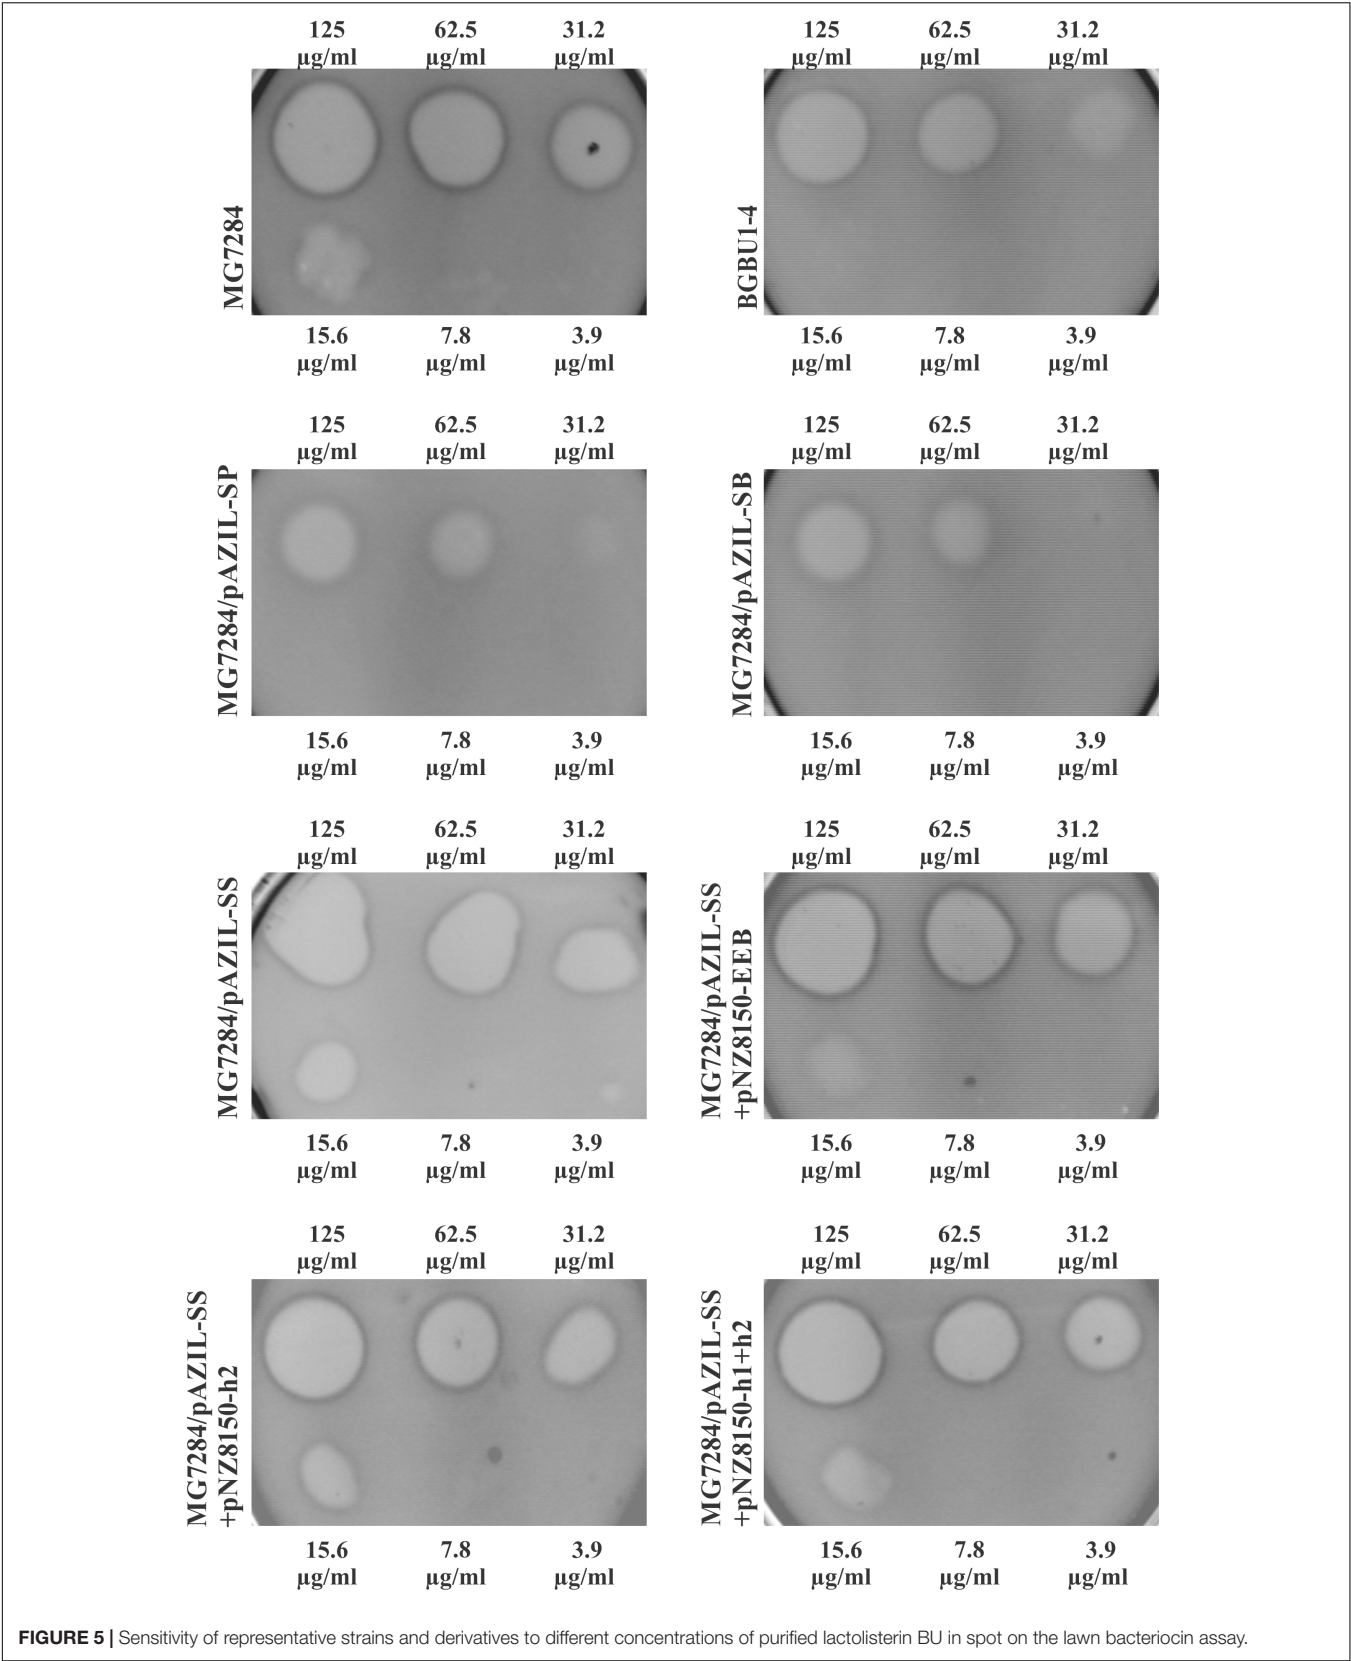 125 62.5 31.2
µg/ml µg/ml µg/ml
MG7284
15.6 7.8 3.9
µg/ml µg/ml µg/ml
125 62.5 31.2
µg/ml µg/ml µg/ml
BGBU1-4
15.6 7.8 3.9
µg/ml µg/ml µg/ml
125 62.5 31.2
µg/ml µg/ml µg/ml
MG7284/pAZIL-SP
15.6 7.8 3.9
µg/ml µg/ml µg/ml
125 62.5 31.2
µg/ml µg/ml µg/ml
MG7284/pAZIL-SB
15.6 7.8 3.9
µg/ml µg/ml µg/ml
125 62.5 31.2
µg/ml µg/ml µg/ml
MG7284/pAZIL-SS
15.6 7.8 3.9
µg/ml µg/ml µg/ml
125 62.5 31.2
µg/ml µg/ml µg/ml
MG7284/pAZIL-SS
+pNZ8150-EEB
15.6 7.8 3.9
µg/ml µg/ml µg/ml
125 62.5 31.2
µg/ml µg/ml µg/ml
MG7284/pAZIL-SS
+pNZ8150-h2
15.6 7.8 3.9
µg/ml µg/ml µg/ml
125 62.5 31.2
µg/ml µg/ml µg/ml
MG7284/pAZIL-SS
+pNZ8150-h1+h2
15.6 7.8 3.9
µg/ml µg/ml µg/ml
FIGURE 5 | Sensitivity of representative strains and derivatives to different concentrations of purified lactolisterin BU in spot on the lawn bacteriocin assay.